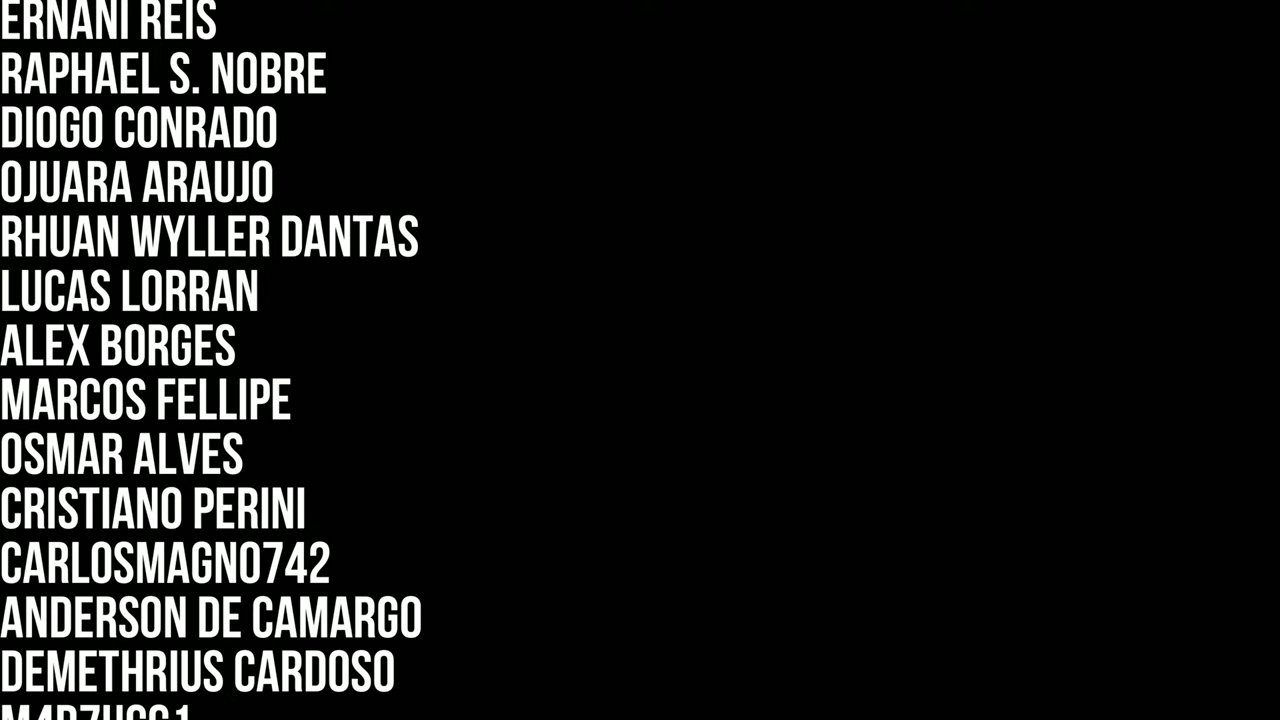 ERNANI REIS
RAPHAEL S. NOBRE
DIOGO CONRADO
OJUARA ARAUJO
RHUAN WYLLER DANTAS
LUCAS LORRAN
ALEX BORGES
MARCOS FELLIPE
OSMAR ALVES
CRISTIANO PERINI
CARLOSMAGNO742
ANDERSON DE CAMARGO
DEMETHRIUS CARDOSO